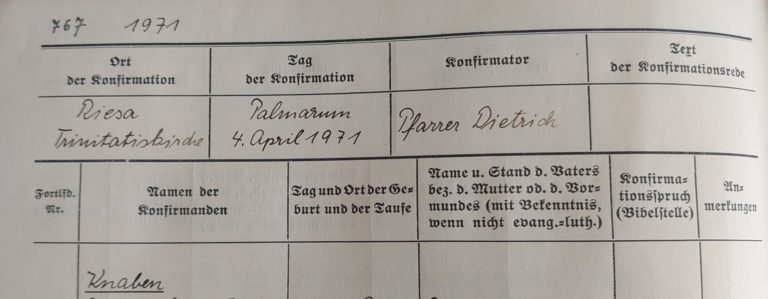 767 1971
Ort
der Konfirmation
Tag
der Konfirmation
Konfirmator
Text
der Konfirmationsrede
Riesa
Trinitatiskirche
Palmarum
4. April 1971
Pfarrer Dietrich
Fortlfd.
Nr.
Namen der
Konfirmanden
Tag und Ort der Ge-
burt und der Taufe
Name u. Stand d. Vaters
bez. d. Mutter od. d. Vor-
mundes (mit Bekenntnis,
wenn nicht evang.-luth.)
Konfirma-
tionsspruch
(Bibelstelle)
An-
merkungen
Knaben